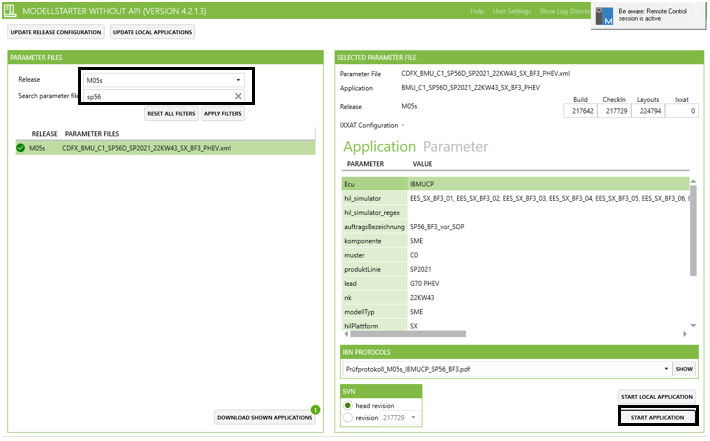 MODELLSTARTER WITHOUT API (VERSION 4.2.1.3)
Help User Settings Show Log Direct
Be aware: Remote Control
session is active
UPDATE RELEASE CONFIGURATION UPDATE LOCAL APPLICATIONS
PARAMETER FILES
Release M05s
Search parameter file sp56
RESET ALL FILTERS APPLY FILTERS
RELEASE PARAMETER FILES
M05s CDFX_BMU_C1_SP56D_SP2021_22KW43_SX_BF3_PHEV.xml
DOWNLOAD SHOWN APPLICATIONS 1
SELECTED PARAMETER FILE
Parameter File CDFX_BMU_C1_SP56D_SP2021_22KW43_SX_BF3_PHEV.xml
Application BMU_C1_SP56D_SP2021_22KW43_SX_BF3_PHEV
Build CheckIn Layouts Ixxat
Release M05s 217642 217729 224794 0
IXXAT Configuration -
Application Parameter
PARAMETER VALUE
Ecu IBMUCP
hil_simulator EES_SX_BF3_01, EES_SX_BF3_02, EES_SX_BF3_03, EES_SX_BF3_04, EES_SX_BF3_05, EES_SX_BF3_06,
hil_simulator_regex
auftragsBezeichnung SP56_BF3_vor_SOP
komponente SME
muster C0
produktLinie SP2021
lead G70 PHEV
nk 22KW43
modellTyp SME
hilPlattform SX
IBN PROTOCOLS
Prüfprotokoll_M05s_IBMUCP_SP56_BF3.pdf SHOW
SVN
head revision
revision 217729
START LOCAL APPLICATION
START APPLICATION